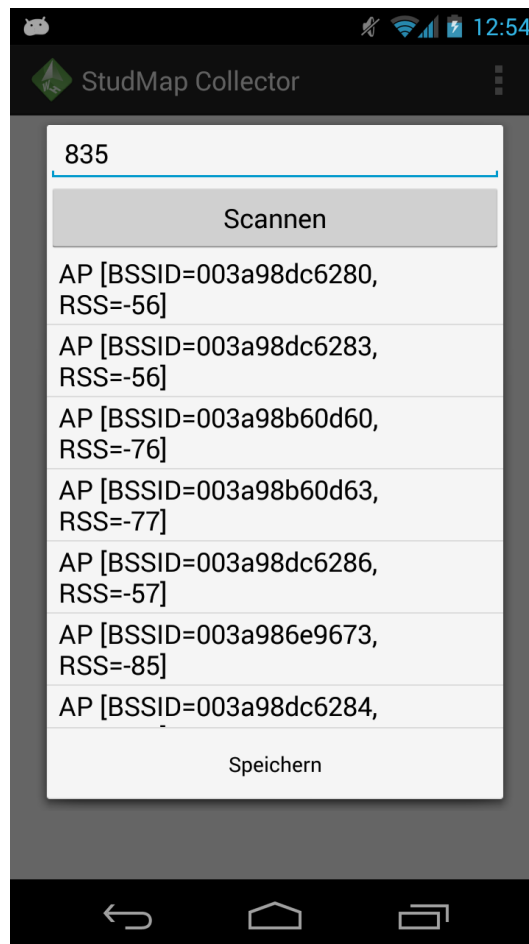 12:54
StudMap Collector
835
Scannen
AP [BSSID=003a98dc6280,
RSS=-56]
AP [BSSID=003a98dc6283,
RSS=-56]
AP [BSSID=003a98b60d60,
RSS=-76]
AP [BSSID=003a98b60d63,
RSS=-77]
AP [BSSID=003a98dc6286,
RSS=-57]
AP [BSSID=003a986e9673,
RSS=-85]
AP [BSSID=003a98dc6284,
Speichern